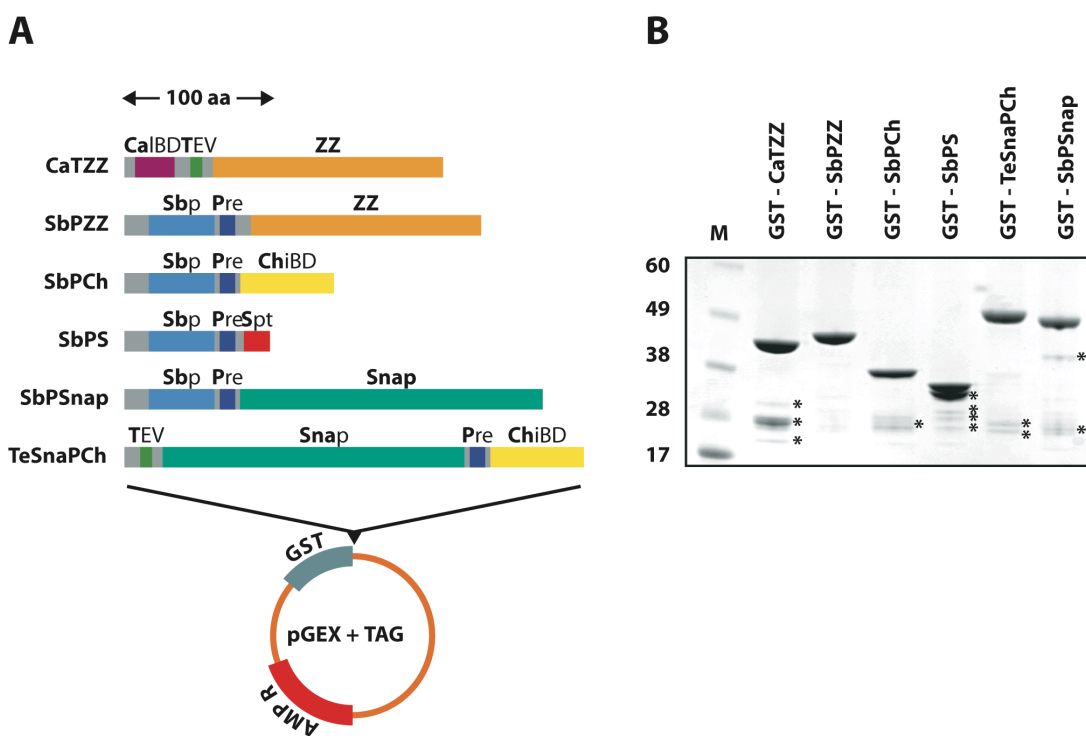 A
100 aa
CalBDTEV ZZ
CaTZZ
Sbp Pre ZZ
SbPZZ
Sbp Pre ChiBD
SbPCh
Sbp PreSpt
SbPS
Sbp Pre Snap
SbPSnap
TEV Snap Pre ChiBD
TeSnaPCh
GST
pGEX + TAG
AMP R
B
M
GST - CaTZZ
GST - SbPZZ
GST - SbPCh
GST - SbPS
GST - TeSnaPCh
GST - SbPSnap
60
49
38
28
17
*
*
*
*
*
*
*
*
*
*
*
*